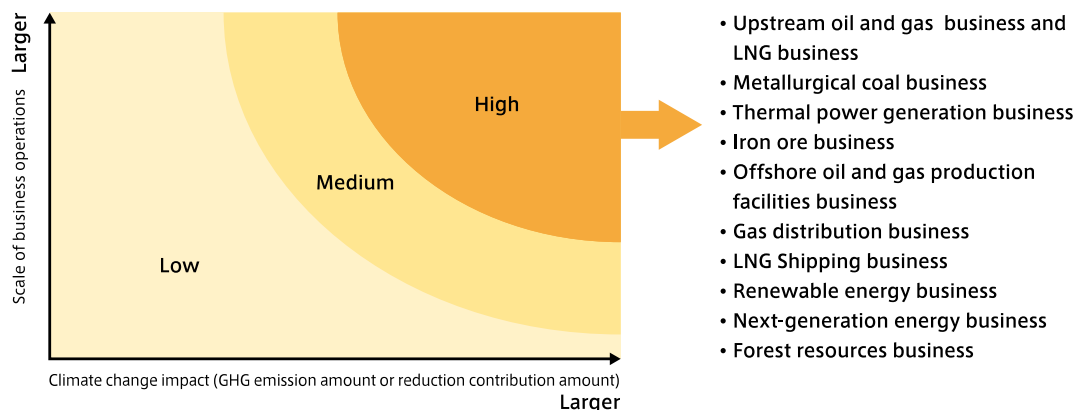 Scale of business operations Larger
High
Medium
Low
Climate change impact (GHG emission amount or reduction contribution amount)
Larger
• Upstream oil and gas business and
LNG business
• Metallurgical coal business
• Thermal power generation business
• Iron ore business
• Offshore oil and gas production
facilities business
• Gas distribution business
• LNG Shipping business
• Renewable energy business
• Next-generation energy business
• Forest resources business